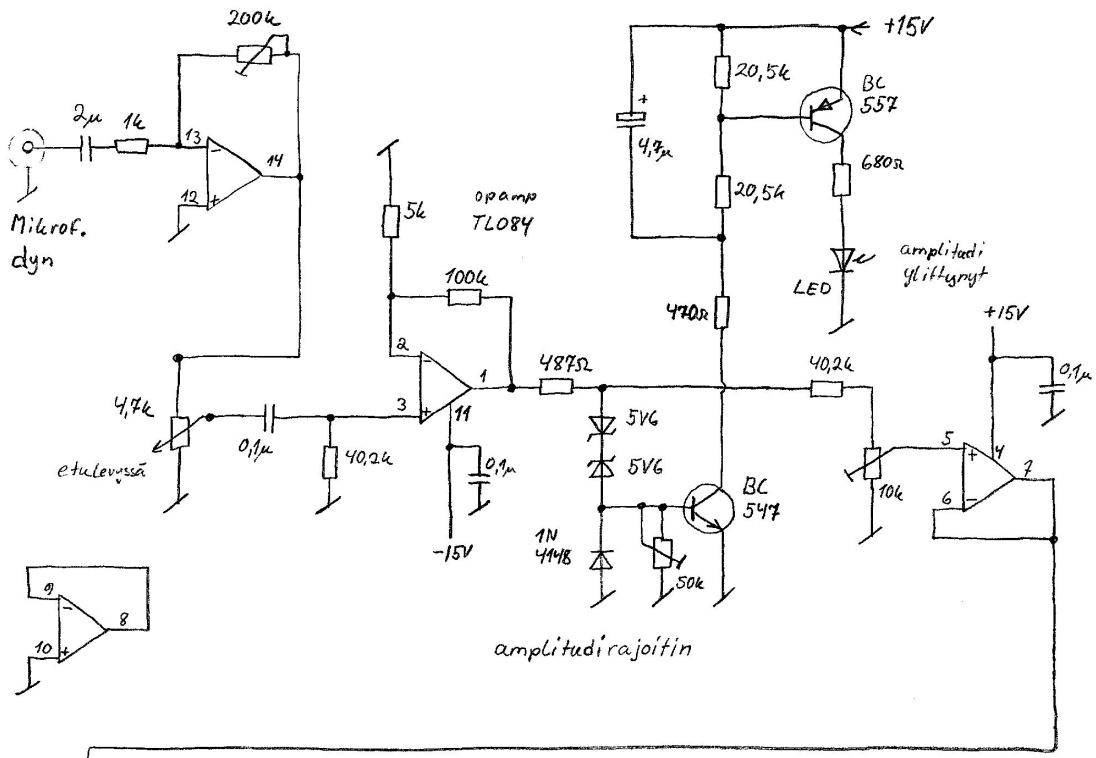 200k
2µ
1k
13
14
12
Mikrof.
dyn
5k
opamp
TL084
100k
2
1
3
11
4,7k
0,1µ
40,2k
etulevyssä
0,1µ
-15V
487Ω
5V6
5V6
1N
4148
50k
BC
547
+15V
20,5k
+
4,7µ
20,5k
BC
557
680Ω
LED
amplitudi
ylittynyt
470Ω
40,2k
10k
+15V
0,1µ
5
4
6
7
9
8
10
amplitudirajoitin